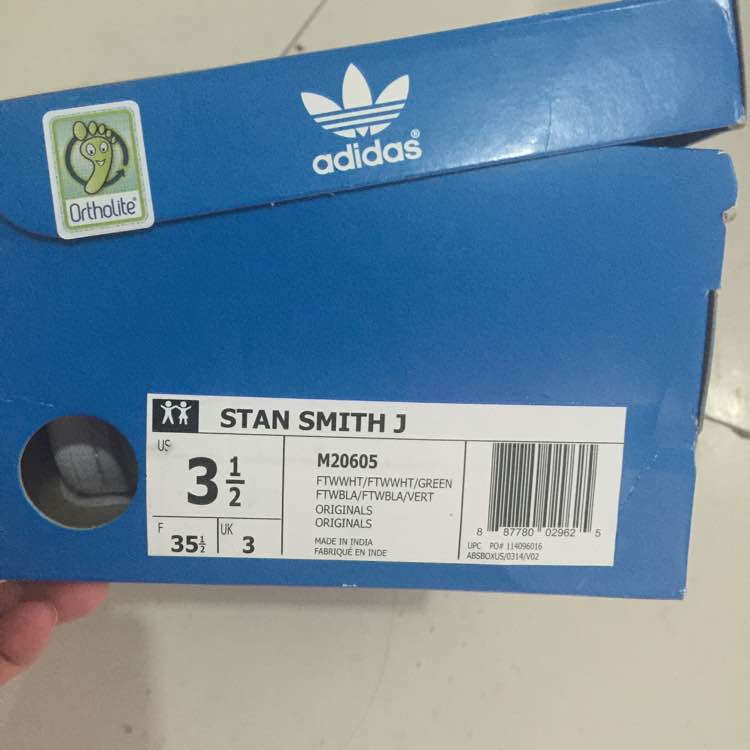 adidas®
Ortholite®
STAN SMITH J
US
3 1/2
F
35 1/2
UK
3
M20605
FTWWHT/FTWWHT/GREEN
FTWBLA/FTWBLA/VERT
ORIGINALS
ORIGINALS
MADE IN INDIA
FABRIQUÉ EN INDE
8 87780 02962 5
UPC PO# 114096016
ABSBOXUS/0314/V02